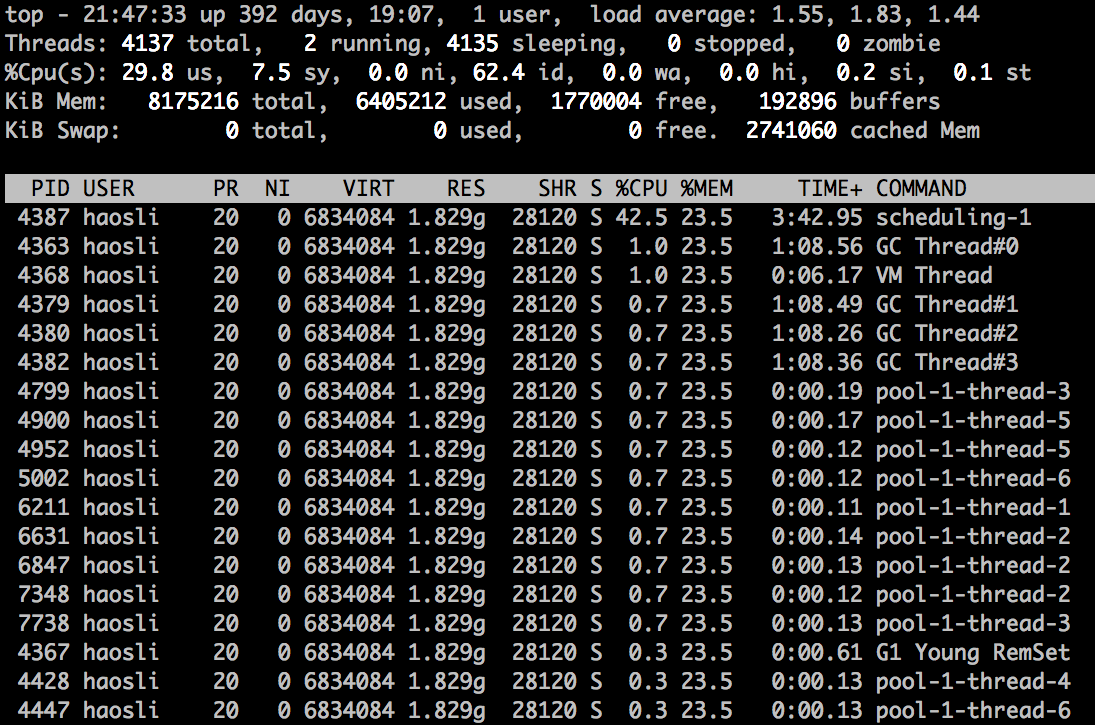 top - 21:47:33 up 392 days, 19:07,  1 user,  load average: 1.55, 1.83, 1.44
Threads: 4137 total,   2 running, 4135 sleeping,   0 stopped,   0 zombie
%Cpu(s): 29.8 us,  7.5 sy,  0.0 ni, 62.4 id,  0.0 wa,  0.0 hi,  0.2 si,  0.1 st
KiB Mem:   8175216 total,  6405212 used,  1770004 free,   192896 buffers
KiB Swap:        0 total,        0 used,        0 free.  2741060 cached Mem
  PID USER      PR  NI    VIRT    RES    SHR S %CPU %MEM     TIME+ COMMAND
 4387 haosli    20   0 6834084 1.829g  28120 S 42.5 23.5   3:42.95 scheduling-1
 4363 haosli    20   0 6834084 1.829g  28120 S  1.0 23.5   1:08.56 GC Thread#0
 4368 haosli    20   0 6834084 1.829g  28120 S  1.0 23.5   0:06.17 VM Thread
 4379 haosli    20   0 6834084 1.829g  28120 S  0.7 23.5   1:08.49 GC Thread#1
 4380 haosli    20   0 6834084 1.829g  28120 S  0.7 23.5   1:08.26 GC Thread#2
 4382 haosli    20   0 6834084 1.829g  28120 S  0.7 23.5   1:08.36 GC Thread#3
 4799 haosli    20   0 6834084 1.829g  28120 S  0.7 23.5   0:00.19 pool-1-thread-3
 4900 haosli    20   0 6834084 1.829g  28120 S  0.7 23.5   0:00.17 pool-1-thread-5
 4952 haosli    20   0 6834084 1.829g  28120 S  0.7 23.5   0:00.12 pool-1-thread-5
 5002 haosli    20   0 6834084 1.829g  28120 S  0.7 23.5   0:00.12 pool-1-thread-6
 6211 haosli    20   0 6834084 1.829g  28120 S  0.7 23.5   0:00.11 pool-1-thread-1
 6631 haosli    20   0 6834084 1.829g  28120 S  0.7 23.5   0:00.14 pool-1-thread-2
 6847 haosli    20   0 6834084 1.829g  28120 S  0.7 23.5   0:00.13 pool-1-thread-2
 7348 haosli    20   0 6834084 1.829g  28120 S  0.7 23.5   0:00.12 pool-1-thread-2
 7738 haosli    20   0 6834084 1.829g  28120 S  0.7 23.5   0:00.13 pool-1-thread-3
 4367 haosli    20   0 6834084 1.829g  28120 S  0.3 23.5   0:00.61 G1 Young RemSet
 4428 haosli    20   0 6834084 1.829g  28120 S  0.3 23.5   0:00.13 pool-1-thread-4
 4447 haosli    20   0 6834084 1.829g  28120 S  0.3 23.5   0:00.13 pool-1-thread-6